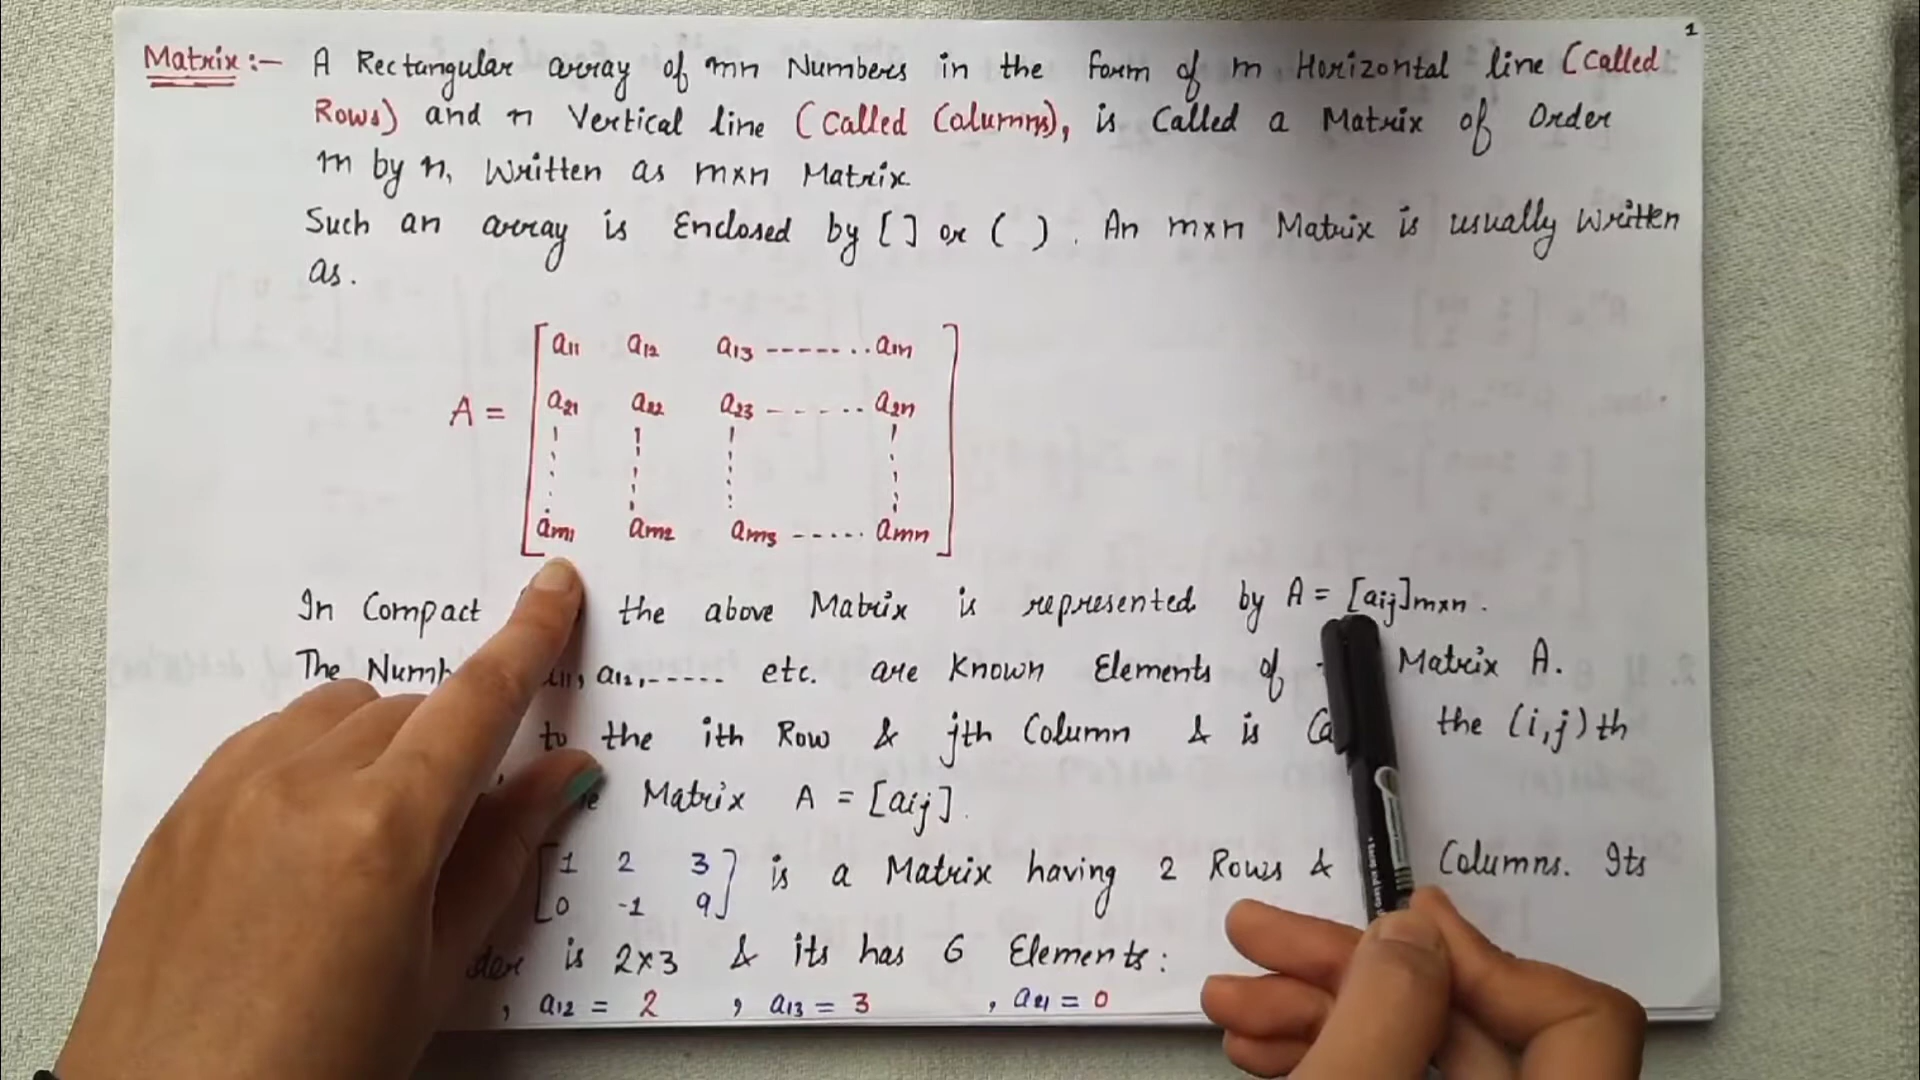 1
Matrix :- A Rectangular array of mn Numbers in the form of m Horizontal line (Called
Rows) and n Vertical line (Called Columns), is Called a Matrix of Order
m by n, Written as m×n Matrix
Such an array is Enclosed by [ ] or ( ). An m×n Matrix is usually Written
as.
a11 a12 a13 -------.. a1n
A = a21 a22 a23 - - - - .. a2n
am1 am2 am3 ----... amn
In Compact the above Matrix is represented by A = [aij]m×n.
The Numb a11, a12, ----- etc. are Known Elements of Matrix A.
to the ith Row & jth Column & is Ca the (i,j)th
Matrix A = [aij].
[1 2 3] is a Matrix having 2 Rows & Columns. Its
[0 -1 9]
der is 2×3 & its has 6 Elements:
, a12 = 2 , a13 = 3 , a21 = 0